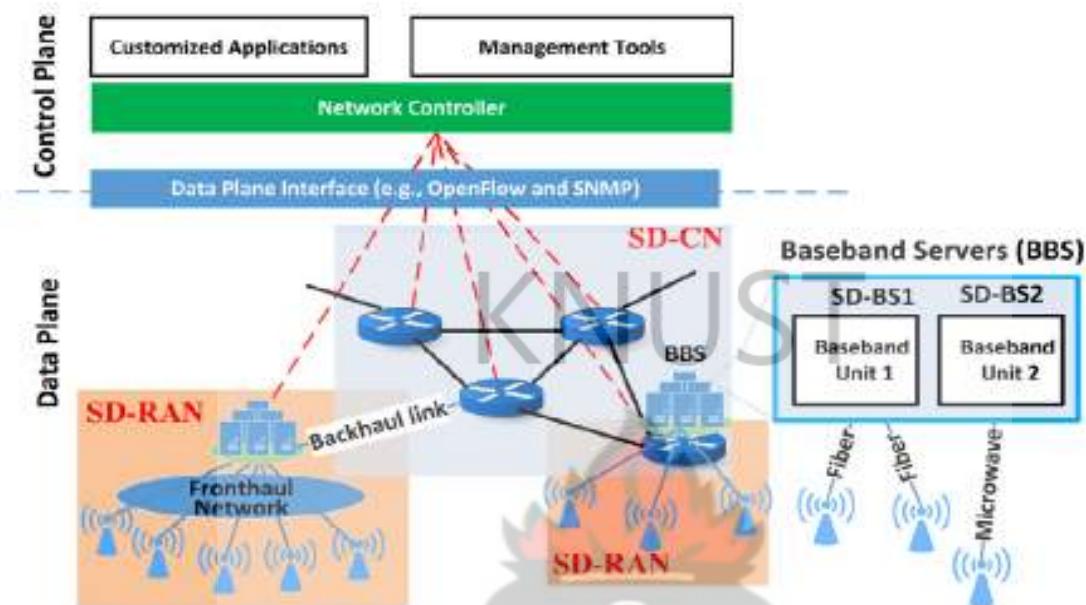 Control Plane
Customized Applications
Management Tools
Network Controller
Data Plane Interface (e.g., OpenFlow and SNMP)
Data Plane
SD-CN
KNUST
BBS
SD-RAN
Backhaul link
Fronthaul
Network
SD-RAN
Baseband Servers (BBS)
SD-BS1
SD-BS2
Baseband
Unit 1
Baseband
Unit 2
Fiber
Fiber
Microwave